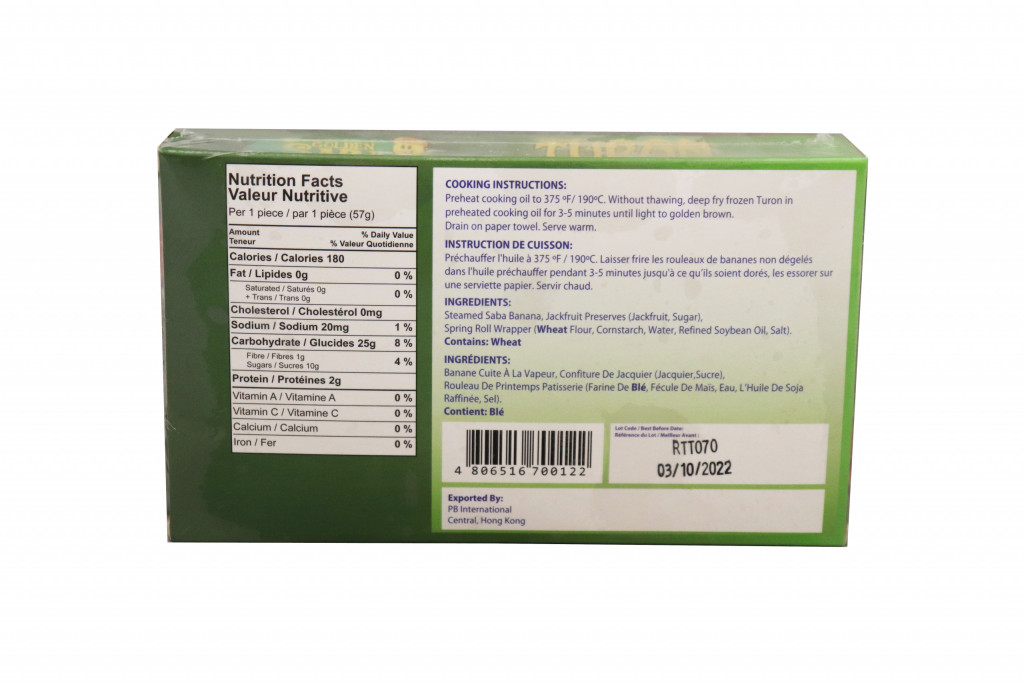 GOLDEN
TURON
Nutrition Facts
Valeur Nutritive
Per 1 piece / par 1 pièce (57g)
Amount % Daily Value
Teneur % Valeur Quotidienne
Calories / Calories 180
Fat / Lipides 0g 0 %
Saturated / Saturés 0g
+ Trans / Trans 0g 0 %
Cholesterol / Cholestérol 0mg
Sodium / Sodium 20mg 1 %
Carbohydrate / Glucides 25g 8 %
Fibre / Fibres 1g
Sugars / Sucres 10g 4 %
Protein / Protéines 2g
Vitamin A / Vitamine A 0 %
Vitamin C / Vitamine C 0 %
Calcium / Calcium 0 %
Iron / Fer 0 %
COOKING INSTRUCTIONS:
Preheat cooking oil to 375 ºF/ 190ºC. Without thawing, deep fry frozen Turon in
preheated cooking oil for 3-5 minutes until light to golden brown.
Drain on paper towel. Serve warm.
INSTRUCTION DE CUISSON:
Préchauffer l'huile à 375 ºF / 190ºC. Laisser frire les rouleaux de bananes non dégelés
dans l'huile préchauffer pendant 3-5 minutes jusqu'à ce qu'ils soient dorés, les essorer sur
une serviette papier. Servir chaud.
INGREDIENTS:
Steamed Saba Banana, Jackfruit Preserves (Jackfruit, Sugar),
Spring Roll Wrapper (Wheat Flour, Cornstarch, Water, Refined Soybean Oil, Salt).
Contains: Wheat
INGRÉDIENTS:
Banane Cuite À La Vapeur, Confiture De Jacquier (Jacquier,Sucre),
Rouleau De Printemps Patisserie (Farine De Blé, Fécule De Maïs, Eau, L'Huile De Soja
Raffinée, Sel).
Contient: Blé
4 806516 700122
Lot Code / Best Before Date:
Référence du Lot / Meilleur Avant :
RTT070
03/10/2022
Exported By:
PB International
Central, Hong Kong